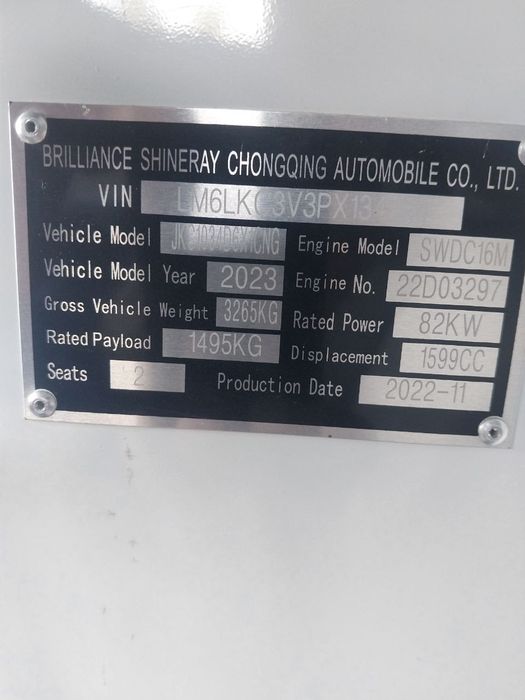 BRILLIANCE SHINERAY CHONGQING AUTOMOBILE CO., LTD.
VIN
Vehicle Model Engine Model SWDC16M
Vehicle Model Year 2023 Engine No. 22D03297
Gross Vehicle Weight 3265KG Rated Power 82KW
Rated Payload 1495KG Displacement 1599CC
Seats 2 Production Date 2022-11